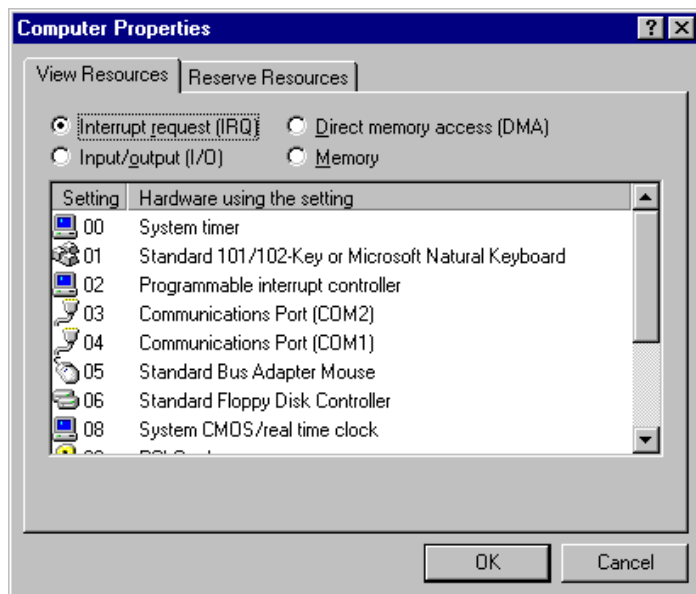 Computer Properties
View Resources
Reserve Resources
Interrupt request (IRQ)
Direct memory access (DMA)
Input/output (I/O)
Memory
Setting Hardware using the setting
00 System timer
01 Standard 101/102-Key or Microsoft Natural Keyboard
02 Programmable interrupt controller
03 Communications Port (COM2)
04 Communications Port (COM1)
05 Standard Bus Adapter Mouse
06 Standard Floppy Disk Controller
08 System CMOS/real time clock
OK
Cancel